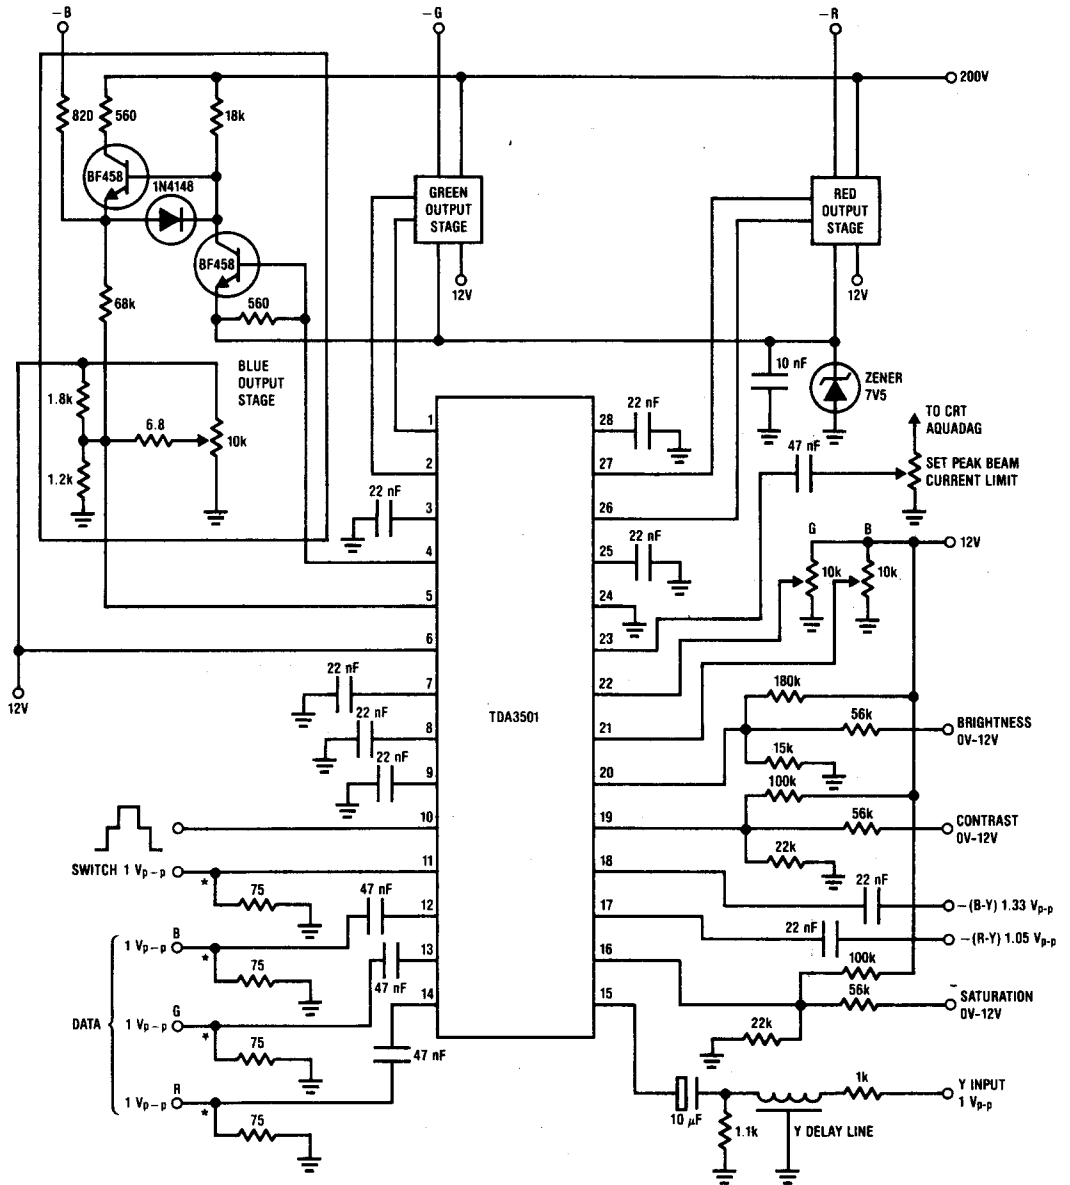 –B
–G
–R
200V
820
560
18k
BF458
1N4148
GREEN
OUTPUT
STAGE
RED
OUTPUT
STAGE
BF458
12V
12V
68k
560
BLUE
OUTPUT
STAGE
10 nF
ZENER
7V5
1.8k
6.8
10k
1.2k
TO CRT
AQUADAG
SET PEAK BEAM
CURRENT LIMIT
47 nF
22 nF
1
28
2
27
22 nF
3
26
G
B
12V
4
25
22 nF
10k
10k
5
24
6
23
12V
22 nF
7
22
180k
TDA3501
22 nF
8
21
56k
BRIGHTNESS
0V-12V
22 nF
9
20
15k
100k
10
19
56k
CONTRAST
0V-12V
22k
SWITCH 1 Vp-p
*
75
11
18
22 nF
–(B-Y) 1.33 Vp-p
47 nF
12
17
22 nF
–(R-Y) 1.05 Vp-p
B
1 Vp-p
*
75
47 nF
13
16
100k
56k
SATURATION
0V-12V
DATA
G
1 Vp-p
*
75
14
15
22k
47 nF
R
1 Vp-p
*
75
10 μF
1.1k
Y DELAY LINE
1k
Y INPUT
1 Vp-p